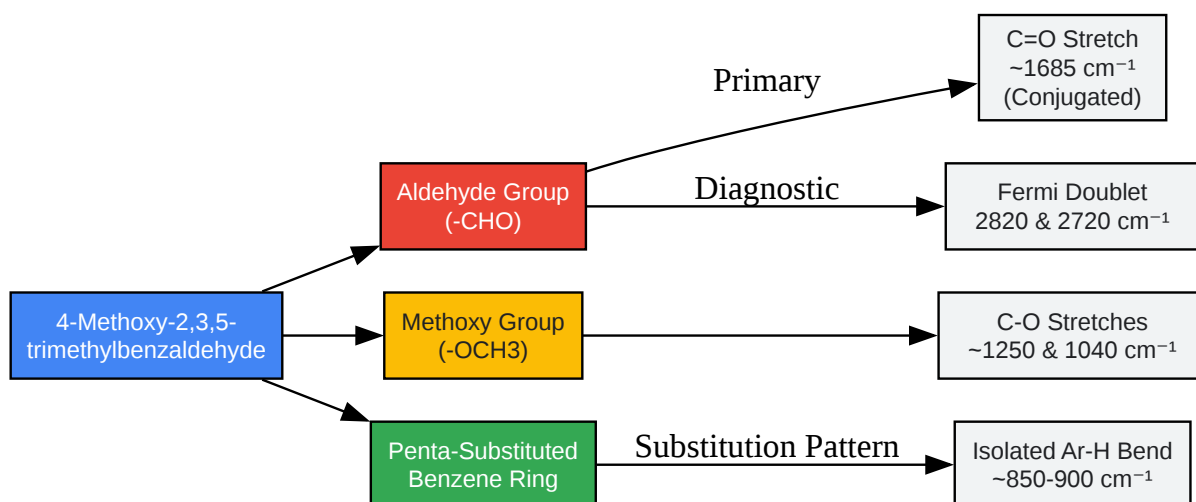 4-Methoxy-2,3,5-
trimethylbenzaldehyde
Aldehyde Group
(-CHO)
Primary
C=O Stretch
~1685 cm⁻¹
(Conjugated)
Diagnostic
Fermi Doublet
2820 & 2720 cm⁻¹
Methoxy Group
(-OCH3)
C-O Stretches
~1250 & 1040 cm⁻¹
Penta-Substituted
Benzene Ring
Substitution Pattern
Isolated Ar-H Bend
~850-900 cm⁻¹